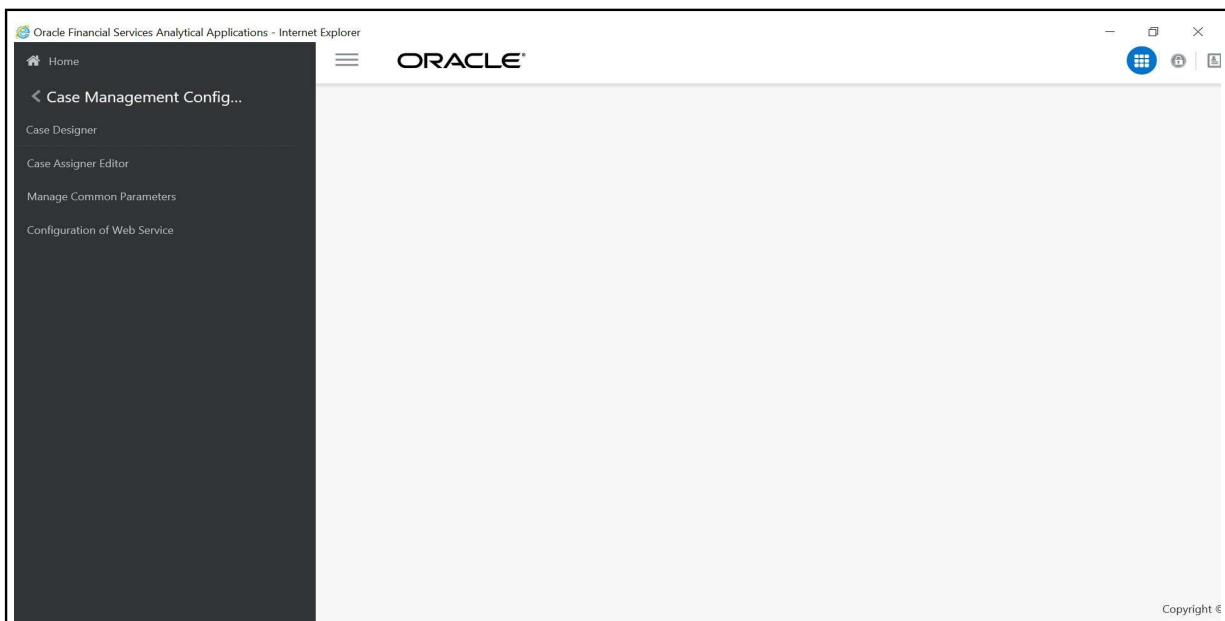 Oracle Financial Services Analytical Applications - Internet Explorer
Home
ORACLE®
Case Management Config...
Case Designer
Case Assigner Editor
Manage Common Parameters
Configuration of Web Service
Copyright ©